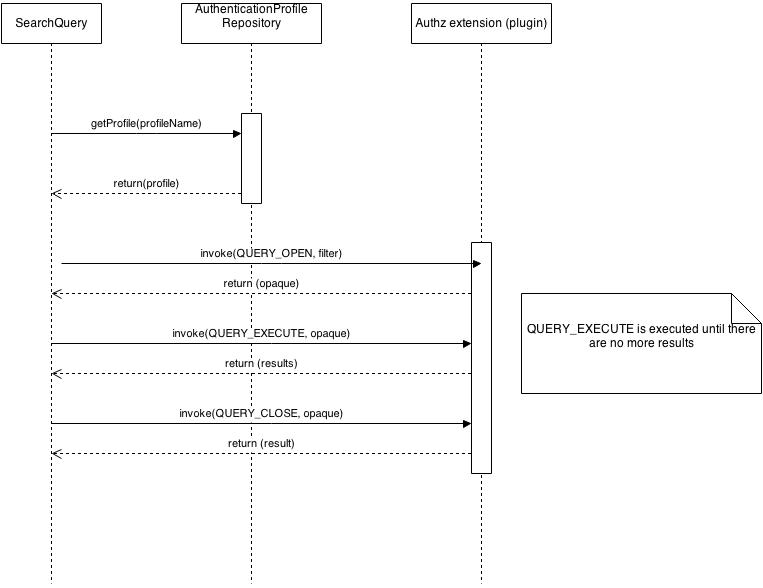 SearchQuery
AuthenticationProfile
Repository
Authz extension (plugin)
getProfile(profileName)
return(profile)
invoke(QUERY_OPEN, filter)
return (opaque)
invoke(QUERY_EXECUTE, opaque)
return (results)
invoke(QUERY_CLOSE, opaque)
return (result)
QUERY_EXECUTE is executed until there
are no more results